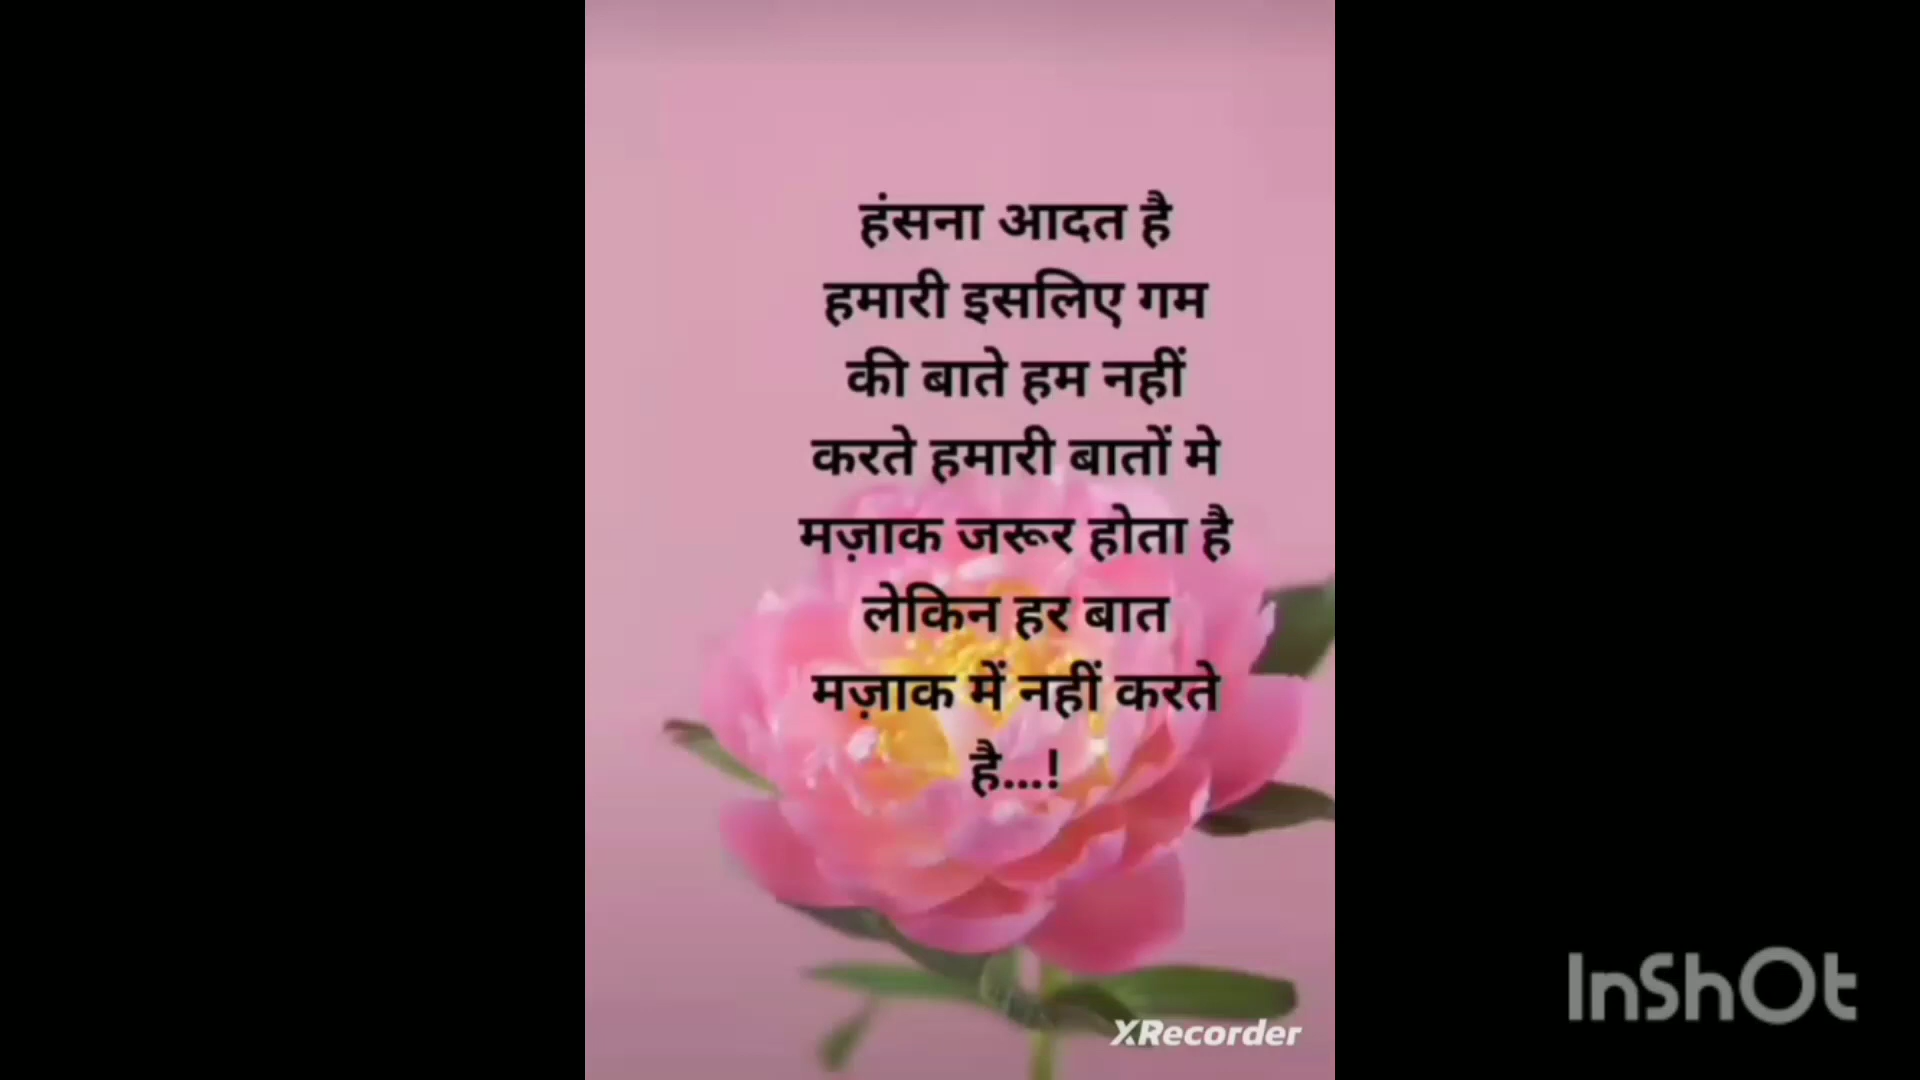 हंसना आदत है
हमारी इसलिए गम
की बाते हम नहीं
करते हमारी बातों मे
मज़ाक जरूर होता है
लेकिन हर बात
मज़ाक में नहीं करते
है...!
XRecorder
InShOt